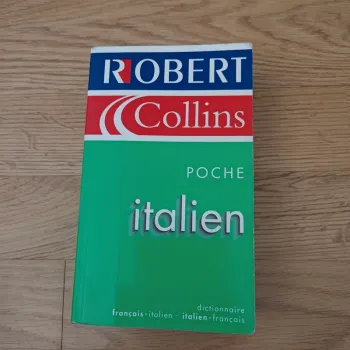 ROBERT
Collins
POCHE
italien
dictionnaire
français·italien · italien·français